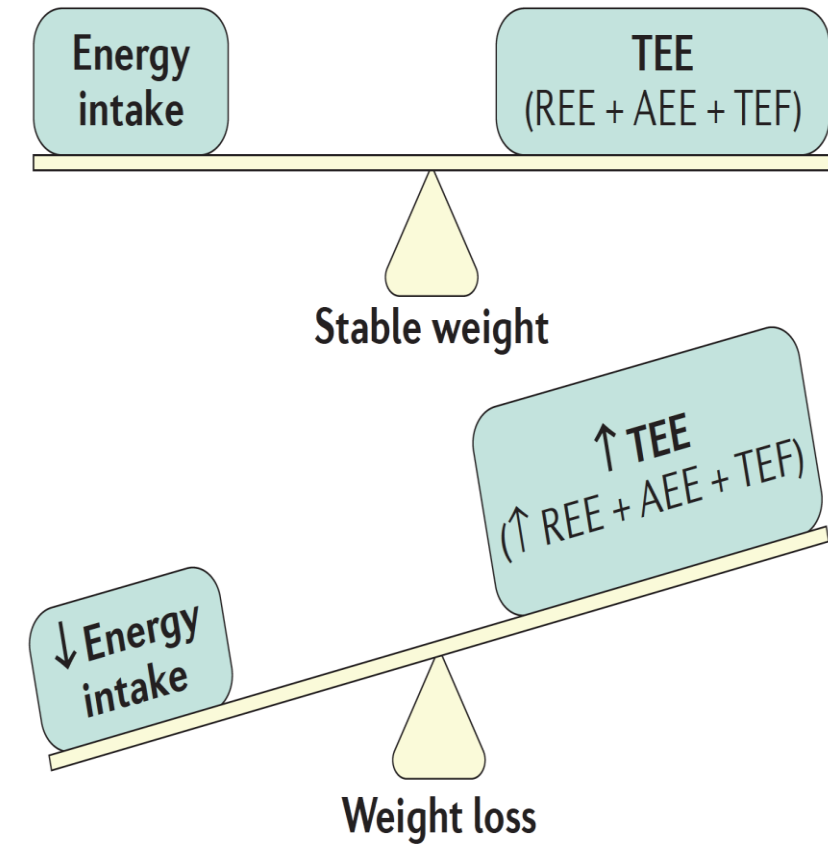 Energy
intake
TEE
(REE + AEE + TEF)
Stable weight
↑ TEE
(↑ REE + AEE + TEF)
↓ Energy
intake
Weight loss